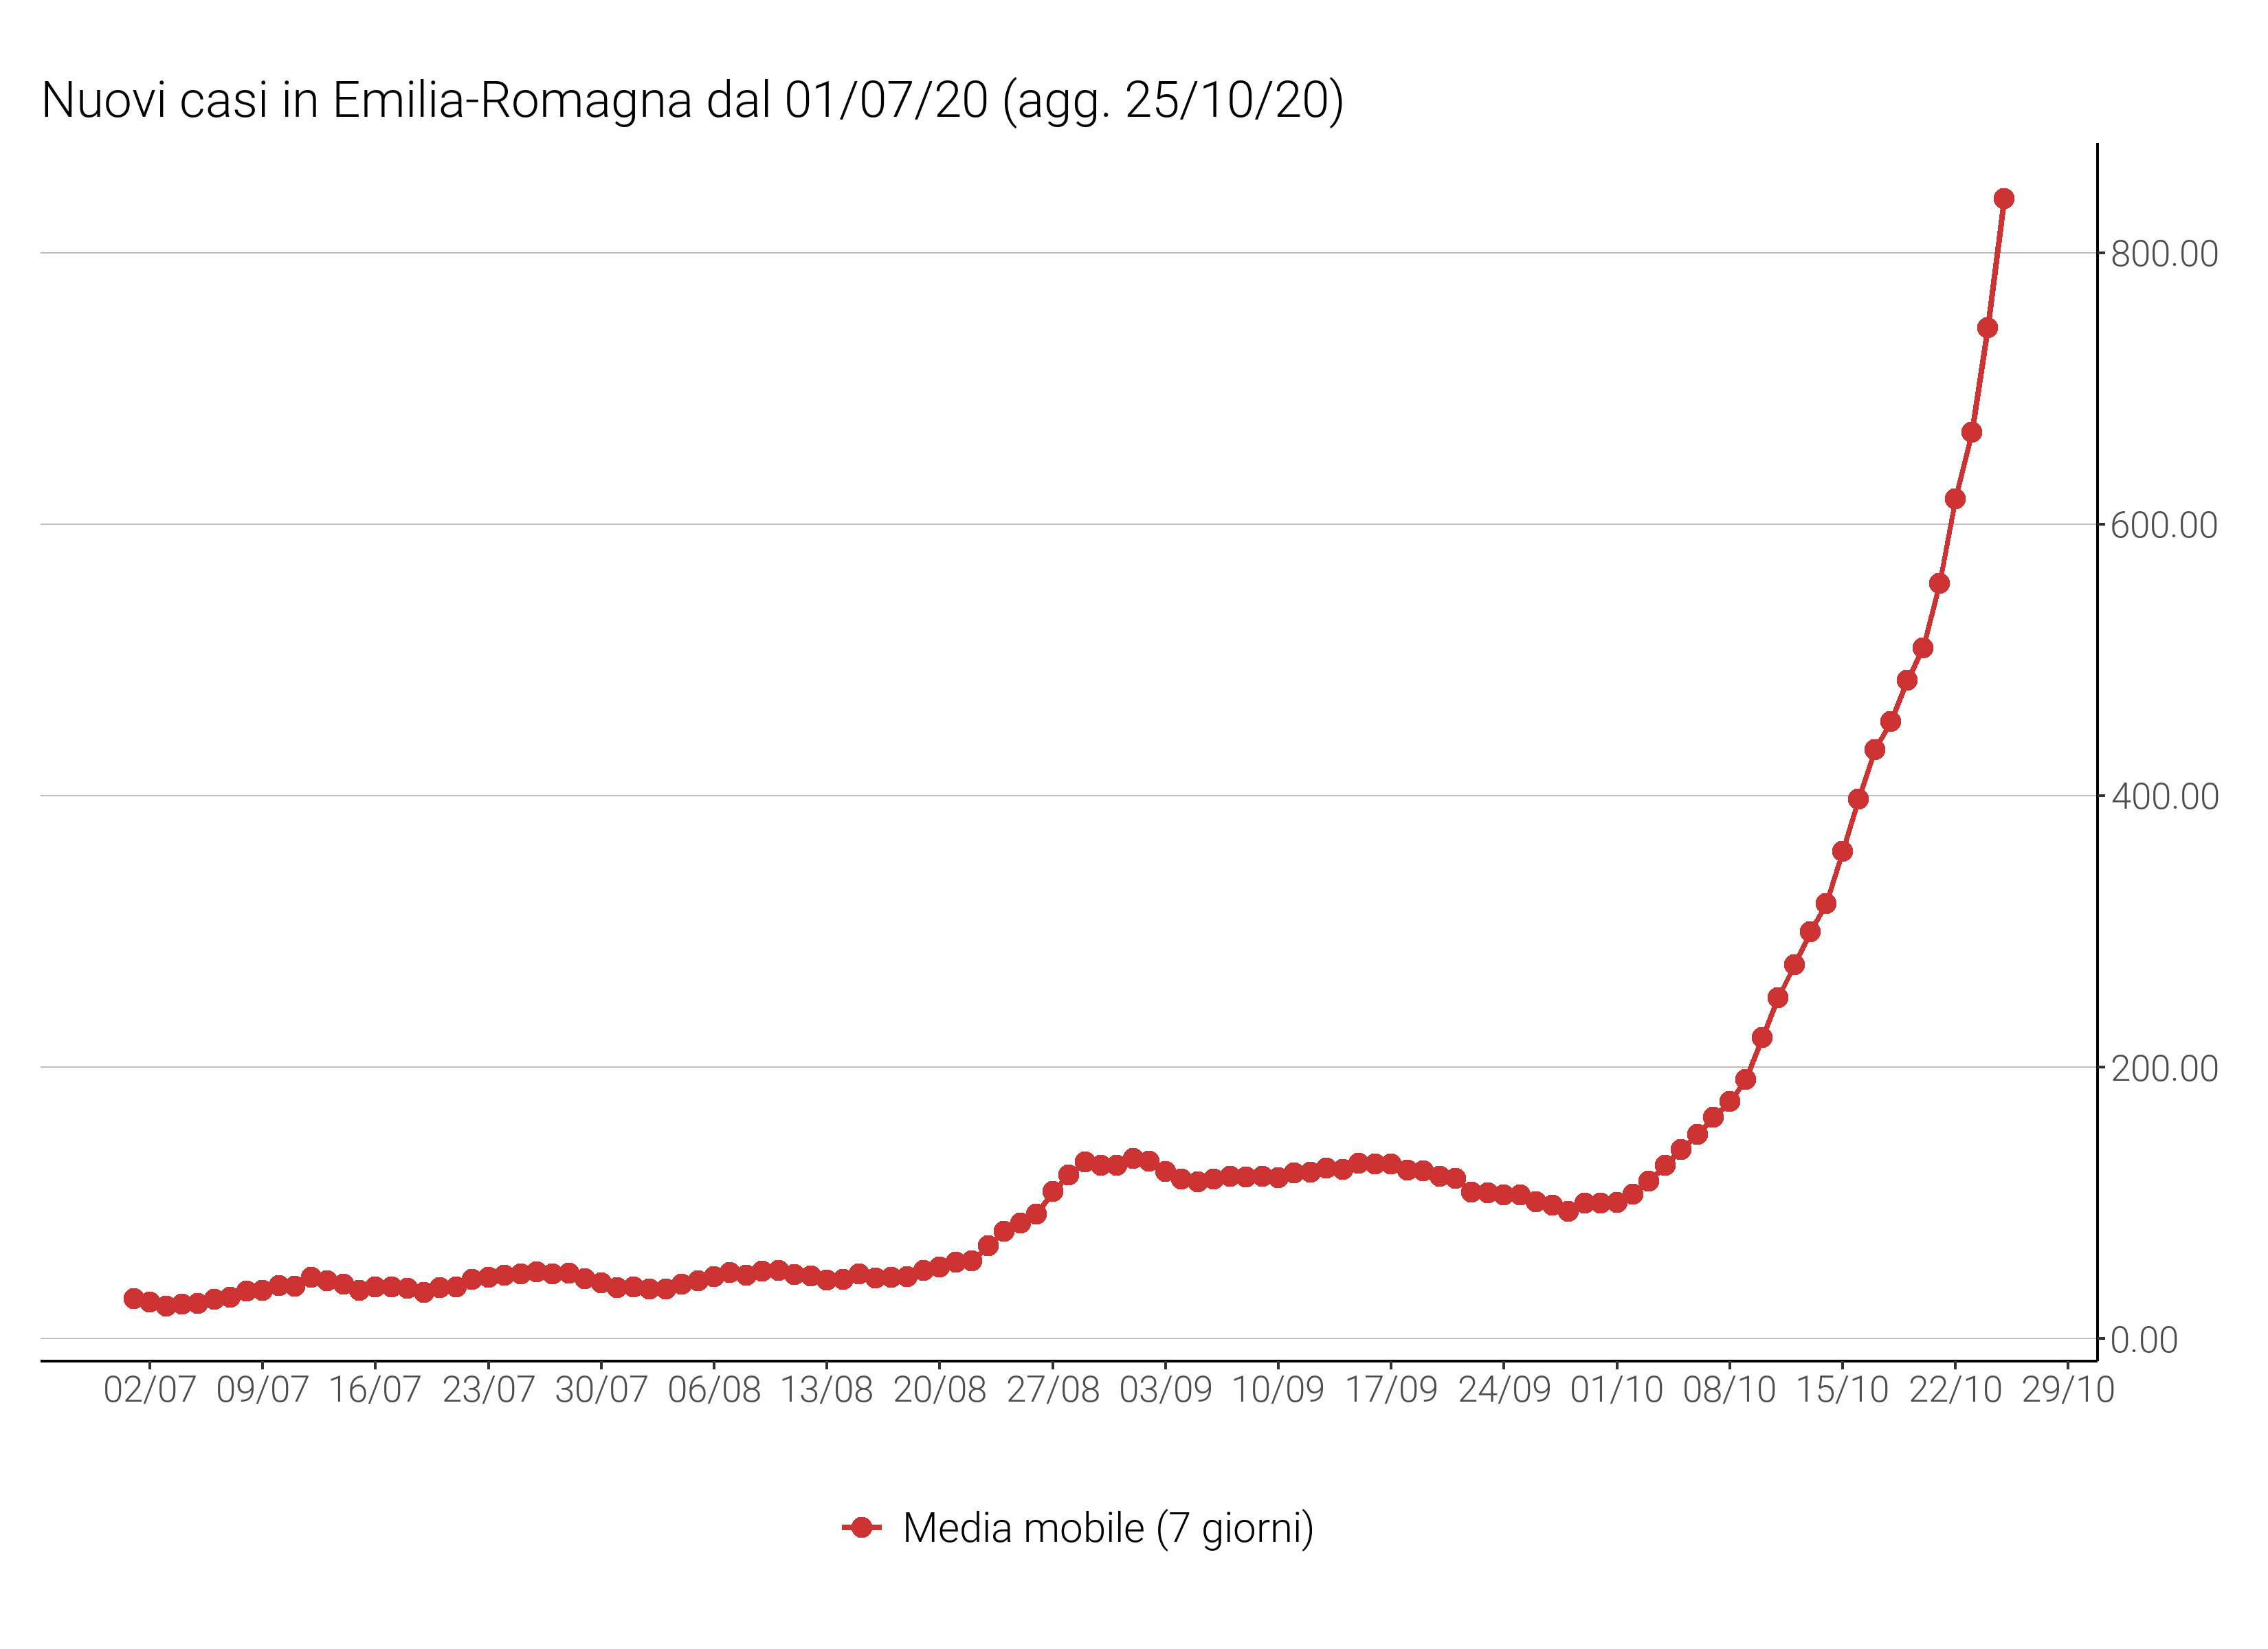 Nuovi casi in Emilia-Romagna dal 01/07/20 (agg. 25/10/20)
800.00
600.00
400.00
200.00
0.00
02/07 09/07 16/07 23/07 30/07 06/08 13/08 20/08 27/08 03/09 10/09 17/09 24/09 01/10 08/10 15/10 22/10 29/10
Media mobile (7 giorni)